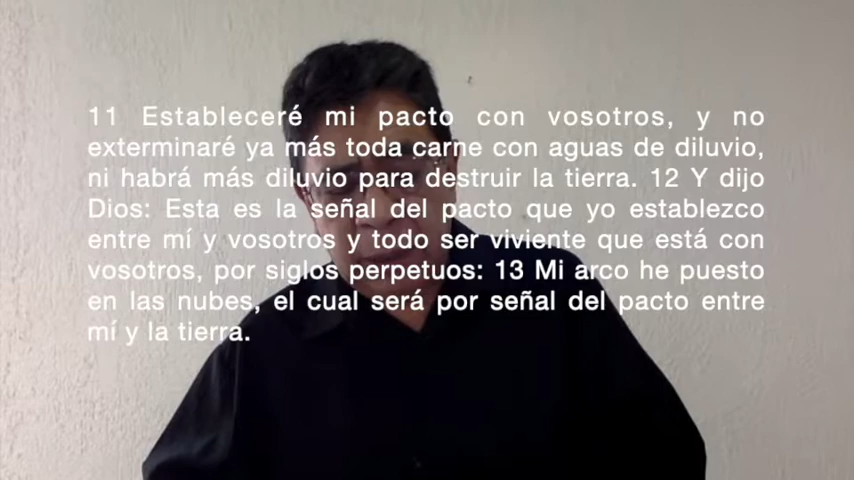 11 Estableceré mi pacto con vosotros, y no
exterminaré ya más toda carne con aguas de diluvio,
ni habrá más diluvio para destruir la tierra. 12 Y dijo
Dios: Esta es la señal del pacto que yo establezco
entre mí y vosotros y todo ser viviente que está con
vosotros, por siglos perpetuos: 13 Mi arco he puesto
en las nubes, el cual será por señal del pacto entre
mí y la tierra.